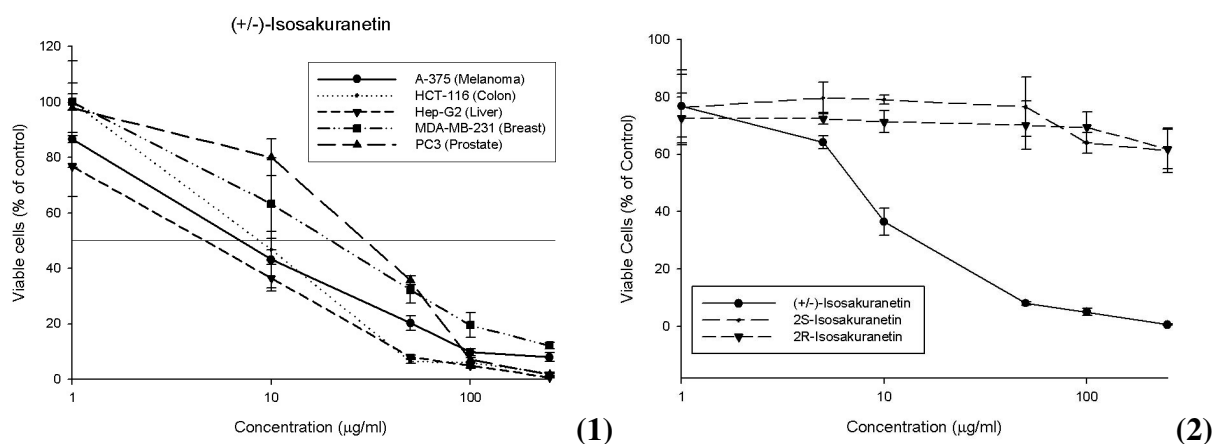 (+/-)-Isosakuranetin
120
100
80
60
40
20
0
Viable cells (% of control)
A-375 (Melanoma)
HCT-116 (Colon)
Hep-G2 (Liver)
MDA-MB-231 (Breast)
PC3 (Prostate)
1
10
100
Concentration (µg/ml)
(1)
100
80
60
40
20
0
Viable Cells (% of Control)
(+/-)-Isosakuranetin
2S-Isosakuranetin
2R-Isosakuranetin
1
10
100
Concentration (µg/ml)
(2)